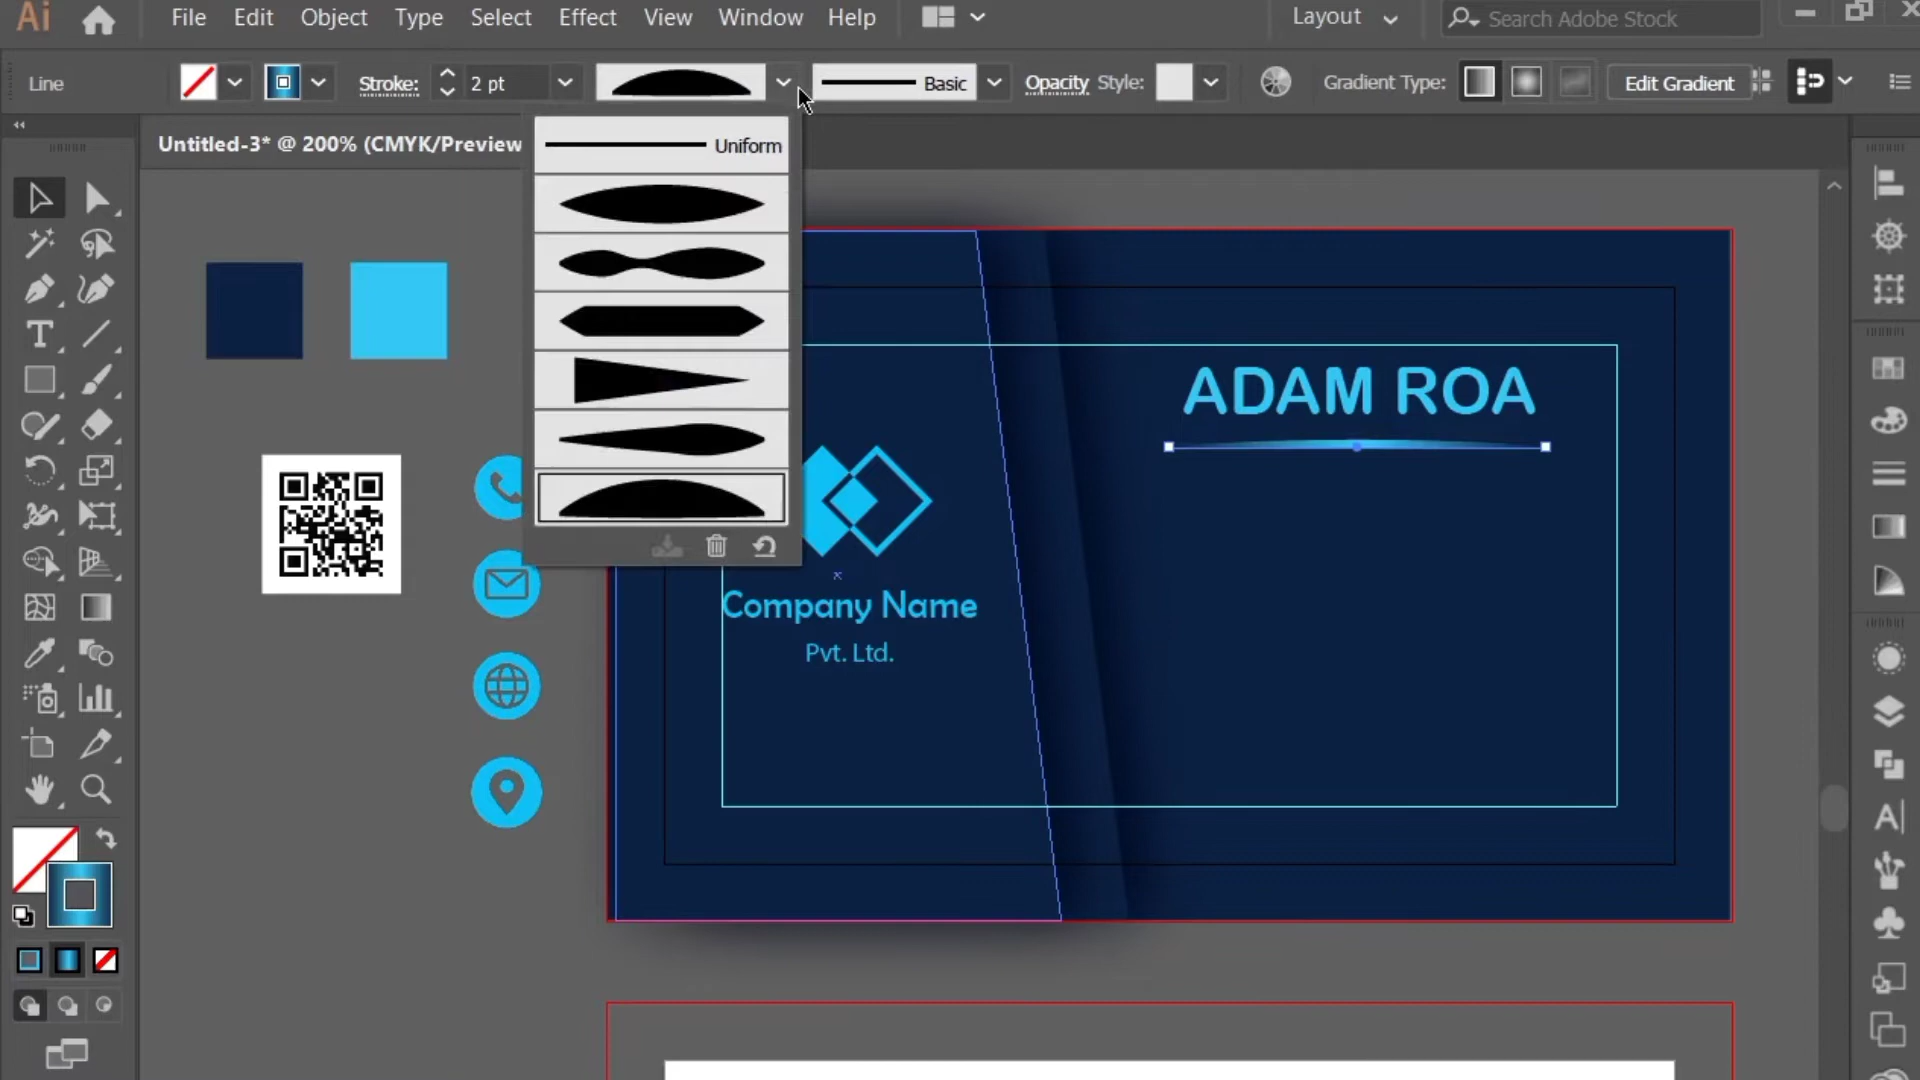 Ai File Edit Object Type Select Effect View Window Help Layout Search Adobe Stock
Line Stroke: 2 pt Basic Opacity Style: Gradient Type: Edit Gradient
Untitled-3* @ 200% (CMYK/Preview
Uniform
ADAM ROA
Company Name
Pvt. Ltd.